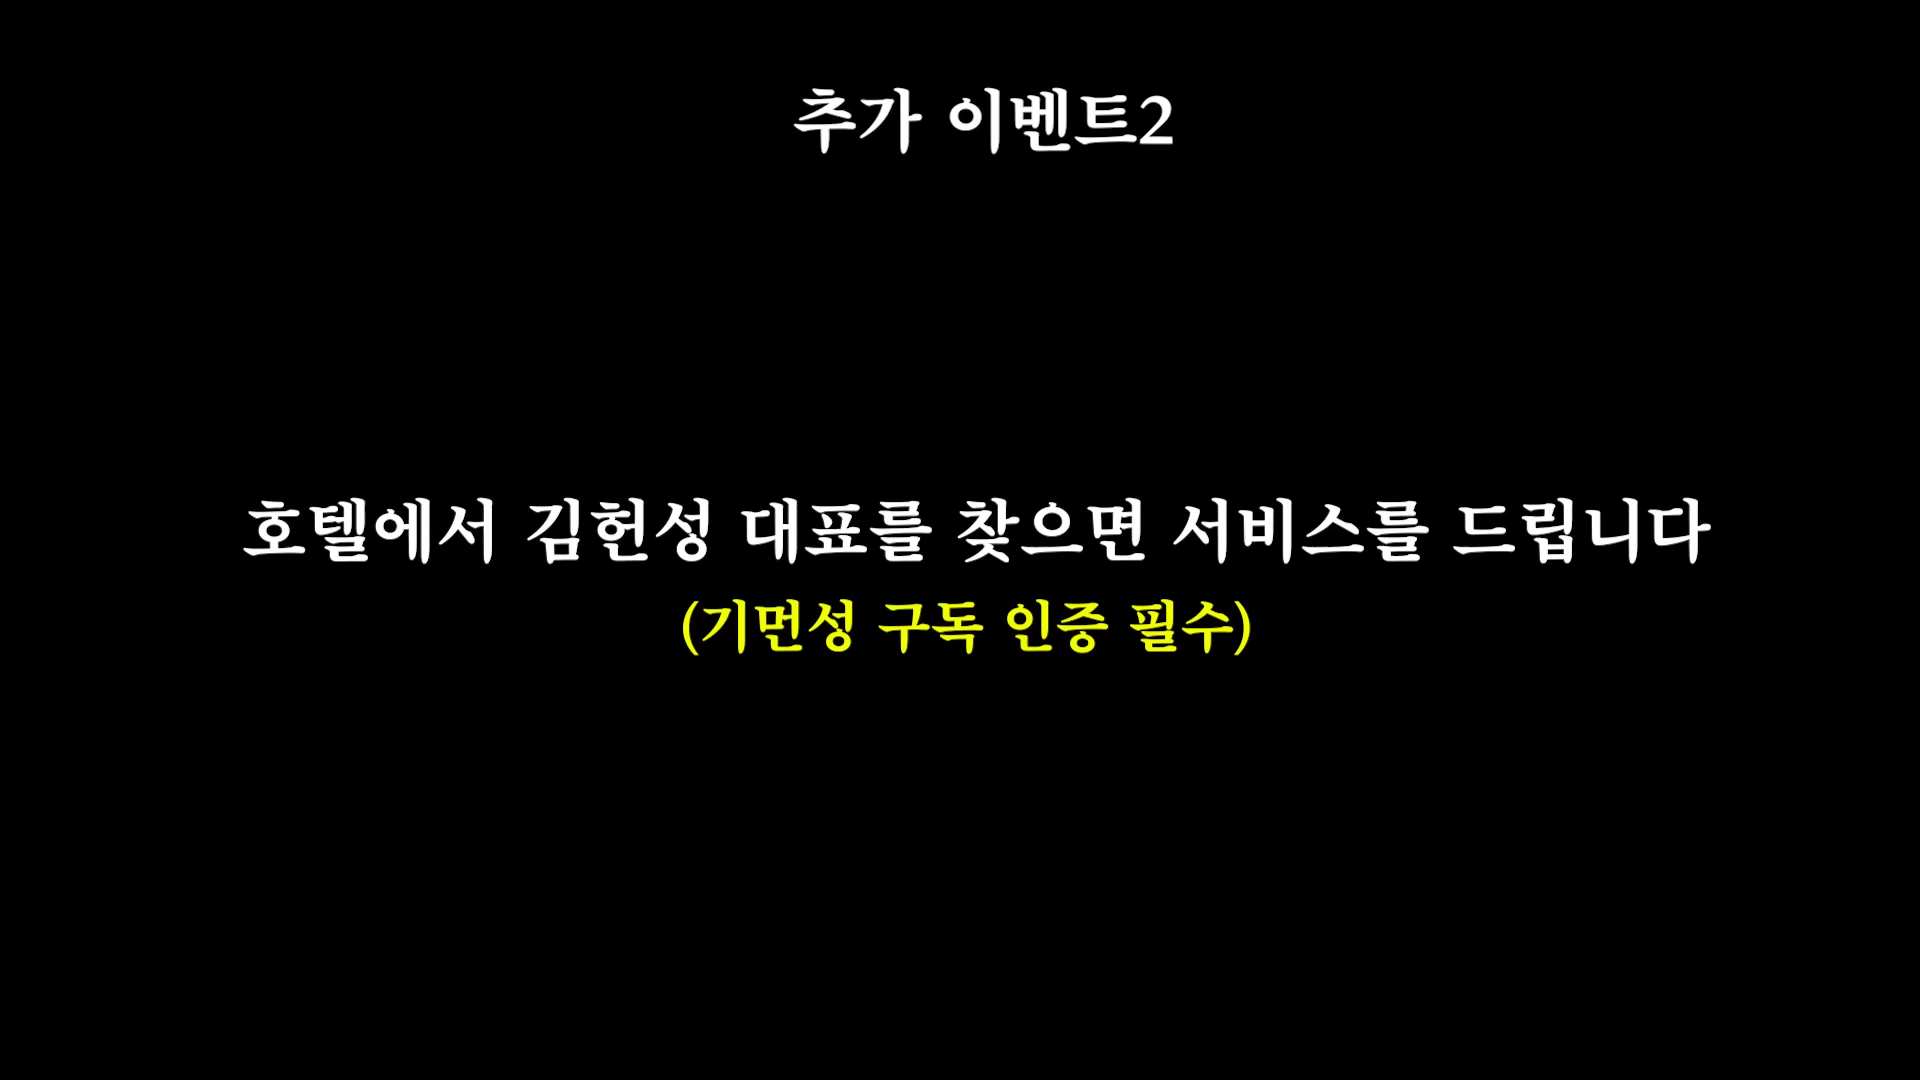 추가 이벤트2
호텔에서 김헌성 대표를 찾으면 서비스를 드립니다
(기먼성 구독 인증 필수)